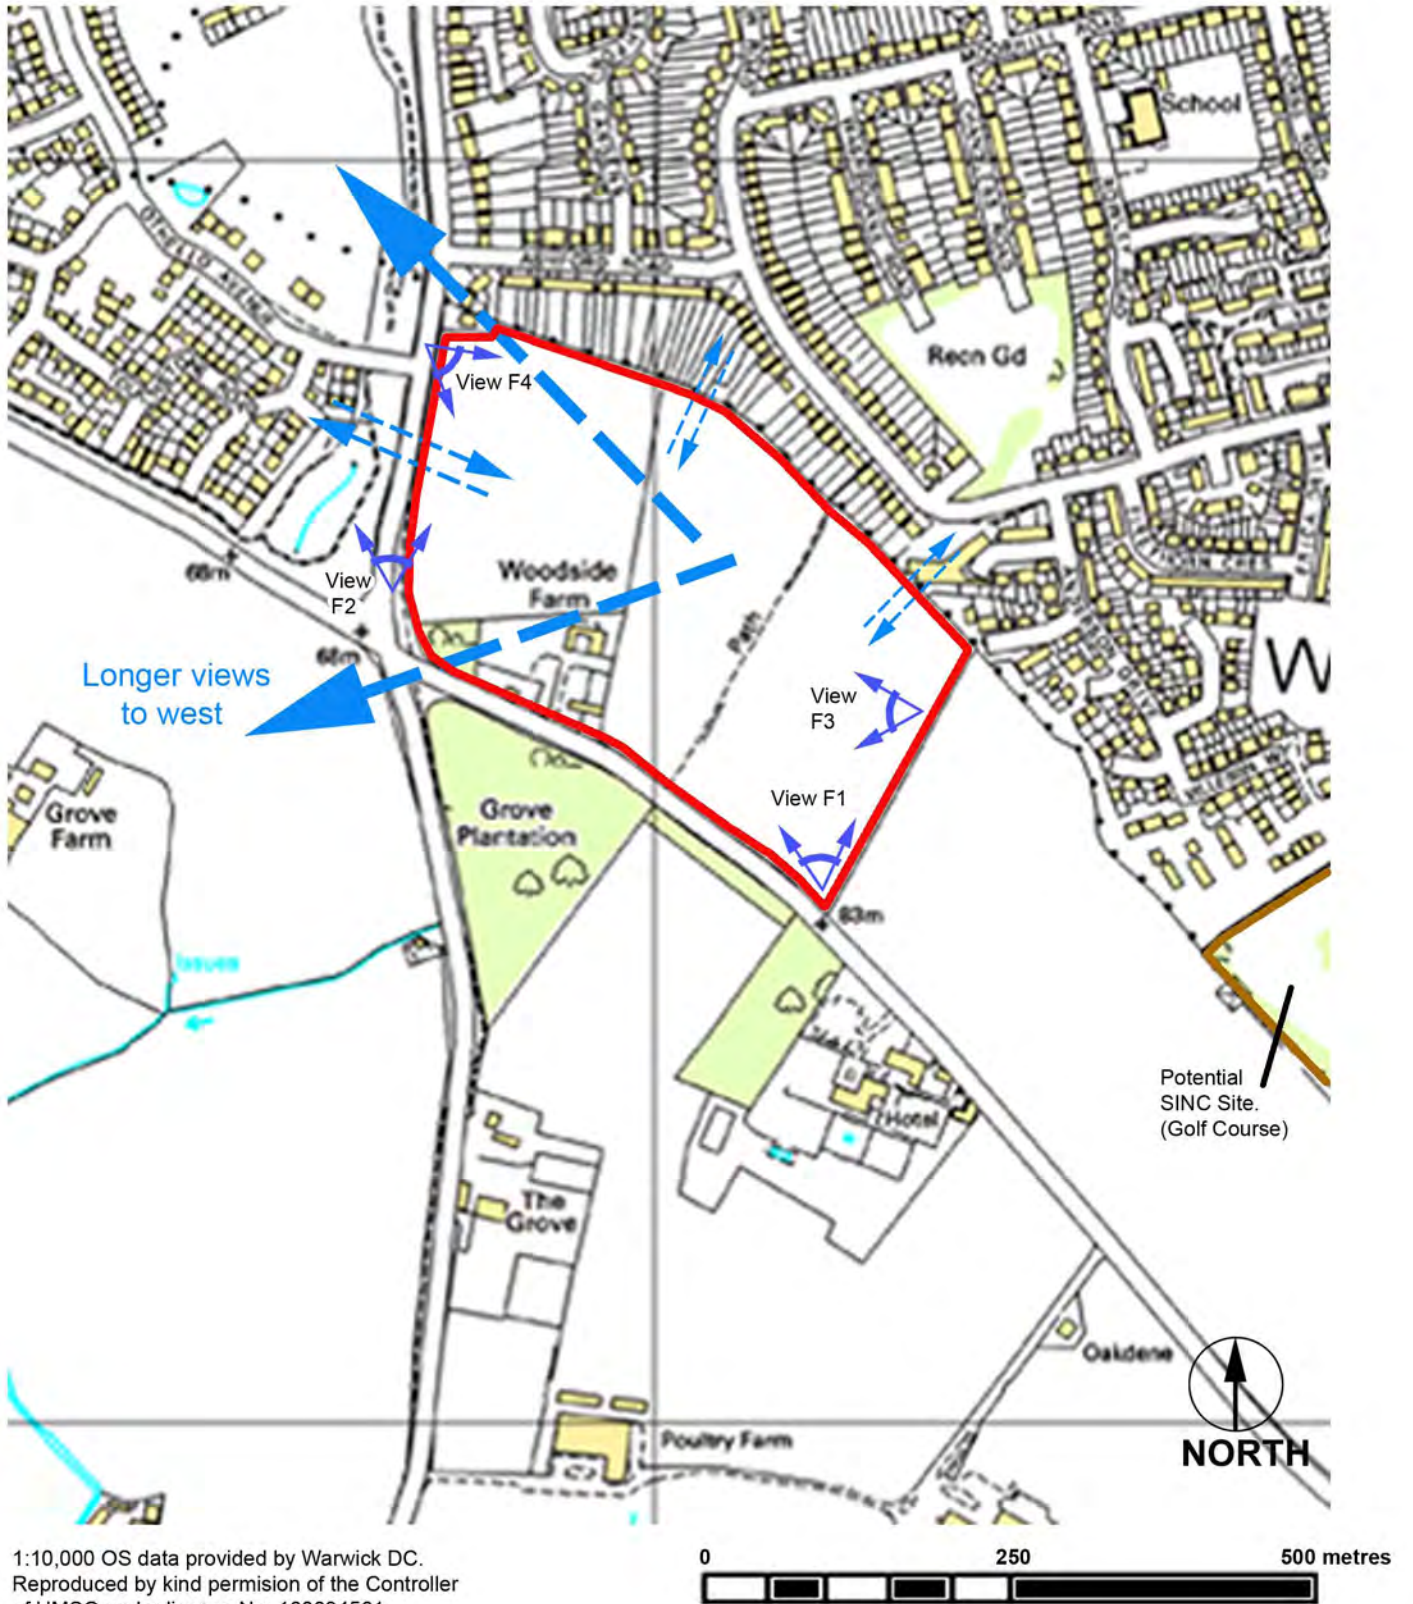 School
OTHELLO AVENUE
Recn Gd
View F4
Woodside
Farm
View
F2
68m
68m
Path
Longer views
to west
View
F3
View F1
Grove
Farm
Grove
Plantation
83m
Issues
Hotel
Potential
SINC Site.
(Golf Course)
The
Grove
Oakdene
NORTH
Poultry Farm
1:10,000 OS data provided by Warwick DC.
Reproduced by kind permision of the Controller
0 250 500 metres